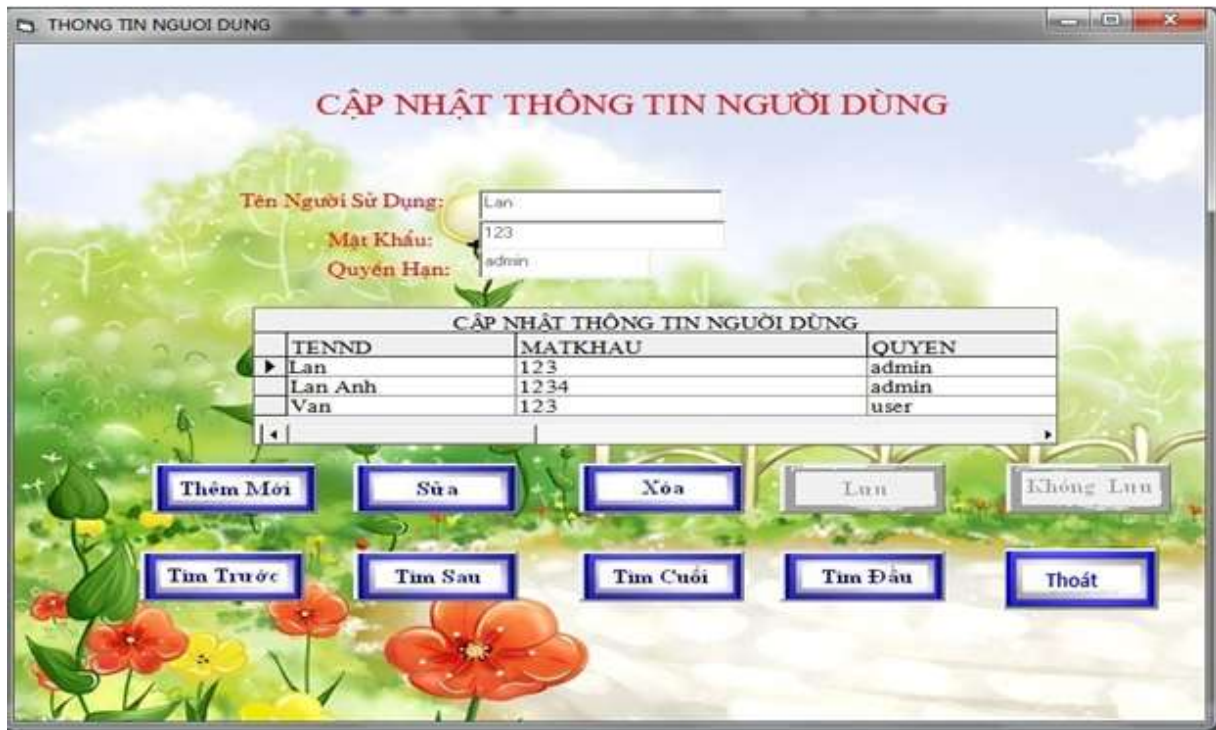 THONG TIN NGUOI DUNG
CẬP NHẬT THÔNG TIN NGƯỜI DÙNG
Tên Người Sử Dụng: Lan
Mật Khẩu: 123
Quyền Hạn: admin
CẬP NHẬT THÔNG TIN NGUỜI DÙNG
TENND MATKHAU QUYEN
Lan 123 admin
Lan Anh 1234 admin
Van 123 user
Thêm Mới Sửa Xóa Lưu Không Lưu
Tìm Trước Tìm Sau Tìm Cuối Tìm Đầu Thoát